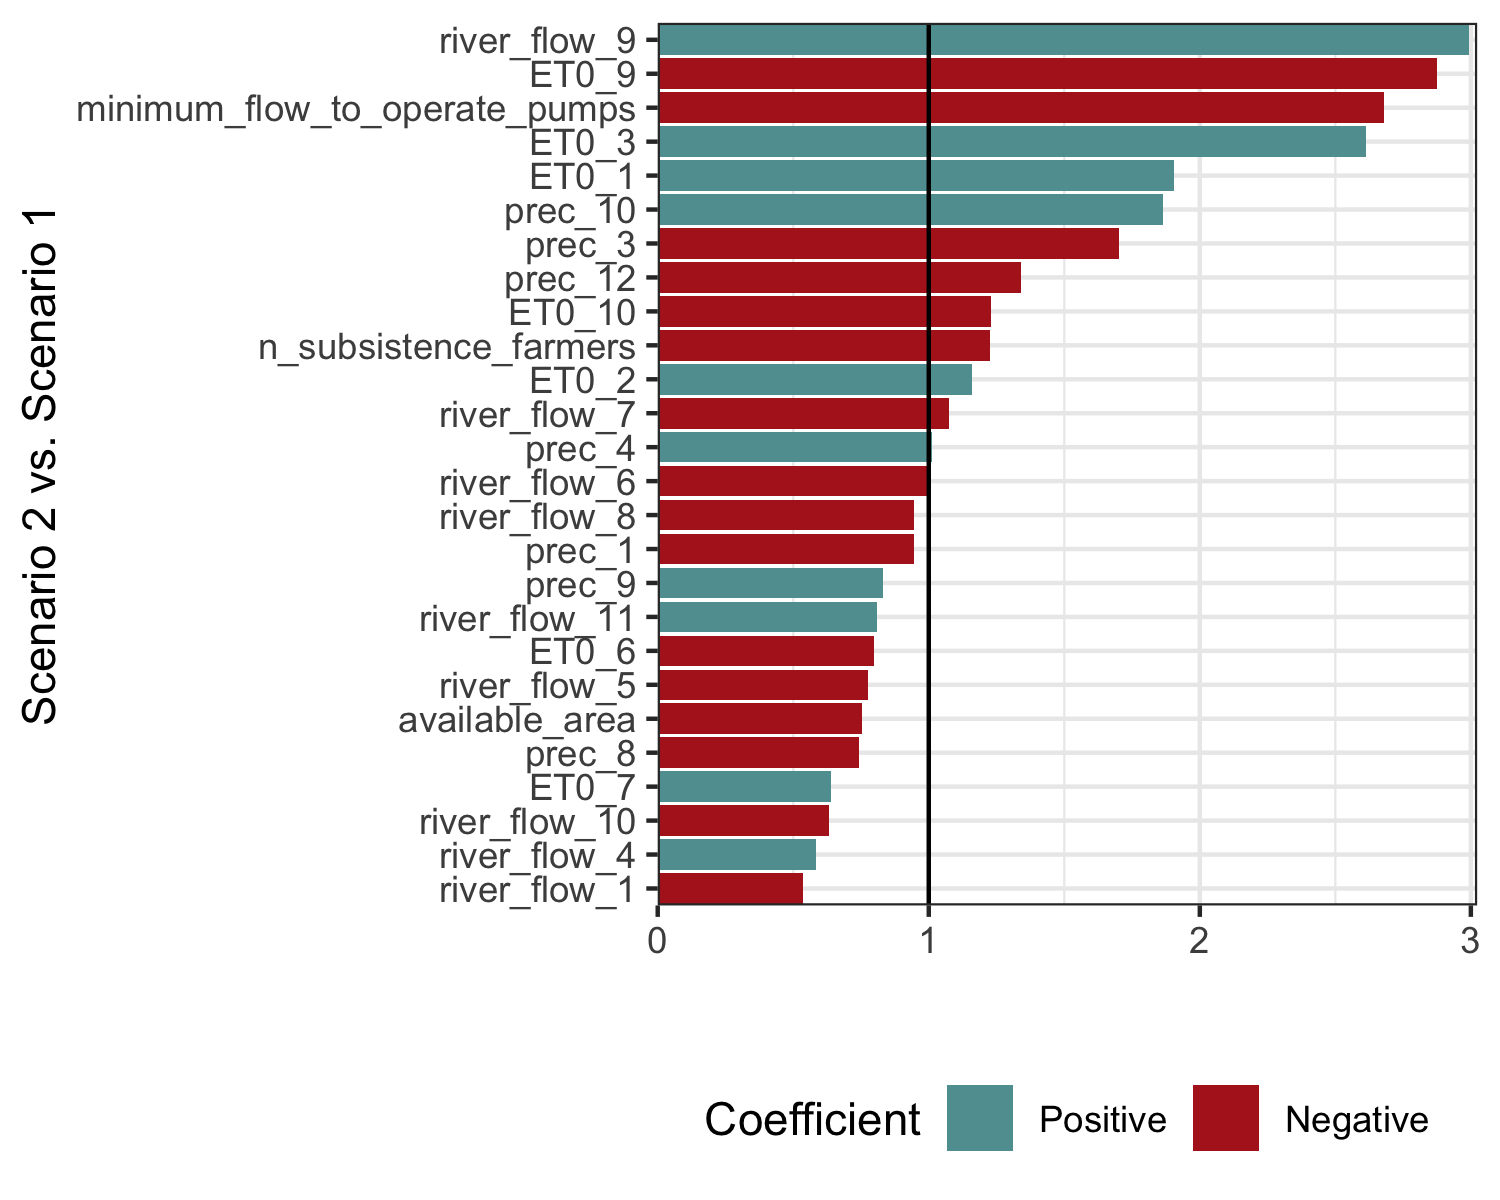 Scenario 2 vs. Scenario 1
river_flow_9
ET0_9
minimum_flow_to_operate_pumps
ET0_3
ET0_1
prec_10
prec_3
prec_12
ET0_10
n_subsistence_farmers
ET0_2
river_flow_7
prec_4
river_flow_6
river_flow_8
prec_1
prec_9
river_flow_11
ET0_6
river_flow_5
available_area
prec_8
ET0_7
river_flow_10
river_flow_4
river_flow_1
0 1 2 3
Coefficient Positive Negative